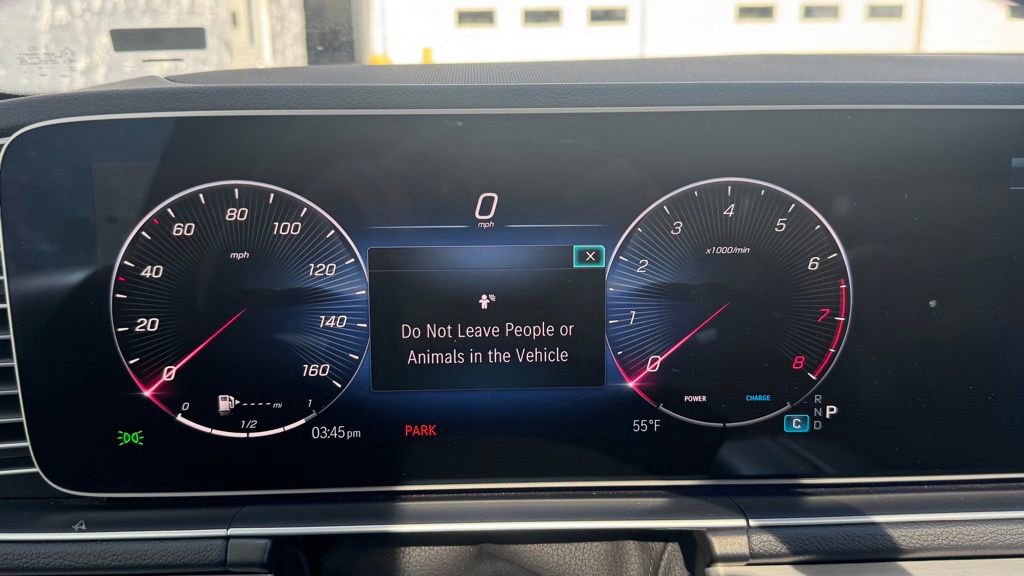 0
mph
20
40
60
80
100
120
140
160
0
mph
0
1/2
1
---- mi
03:45 pm
Do Not Leave People or
Animals in the Vehicle
PARK
x1000/min
0
1
2
3
4
5
6
7
8
POWER
CHARGE
55°F
C
R
N
D
P